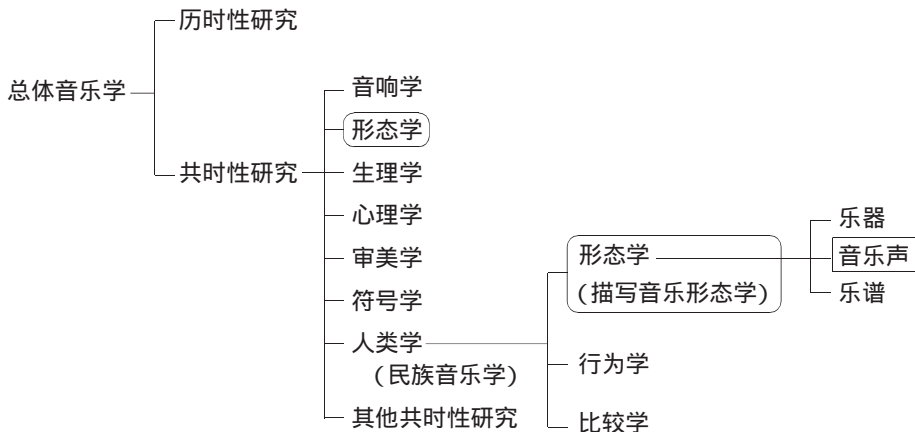 历时性研究
总体音乐学
共时性研究
音响学
形态学
生理学
心理学
审美学
符号学
人类学
(民族音乐学)
其他共时性研究
形态学
(描写音乐形态学)
行为学
比较学
乐器
音乐声
乐谱